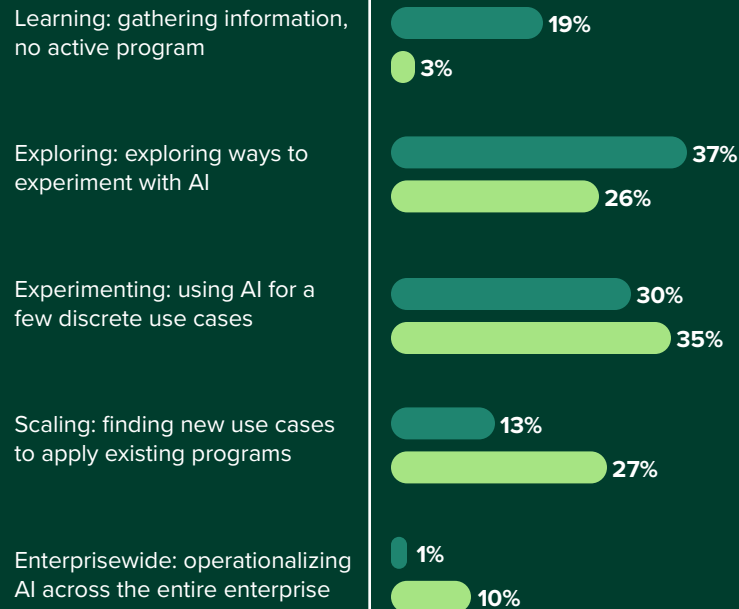 Learning: gathering information,
no active program
19%
3%
Exploring: exploring ways to
experiment with AI
37%
26%
Experimenting: using AI for a
few discrete use cases
30%
35%
Scaling: finding new use cases
to apply existing programs
13%
27%
Enterprisewide: operationalizing
AI across the entire enterprise
1%
10%